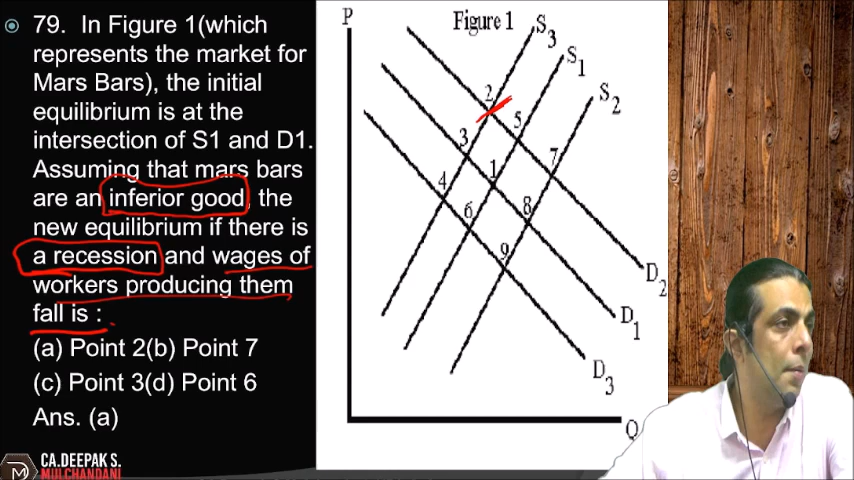 79. In Figure 1(which
represents the market for
Mars Bars), the initial
equilibrium is at the
intersection of S1 and D1.
Assuming that mars bars
are an inferior good, the
new equilibrium if there is
a recession and wages of
workers producing them
fall is :
(a) Point 2(b) Point 7
(c) Point 3(d) Point 6
Ans. (a)
CA.DEEPAK S.
MULCHANDANI
DM
P
Figure 1
S3
S1
S2
2
5
3
7
1
4
8
6
9
D2
D1
D3
Q